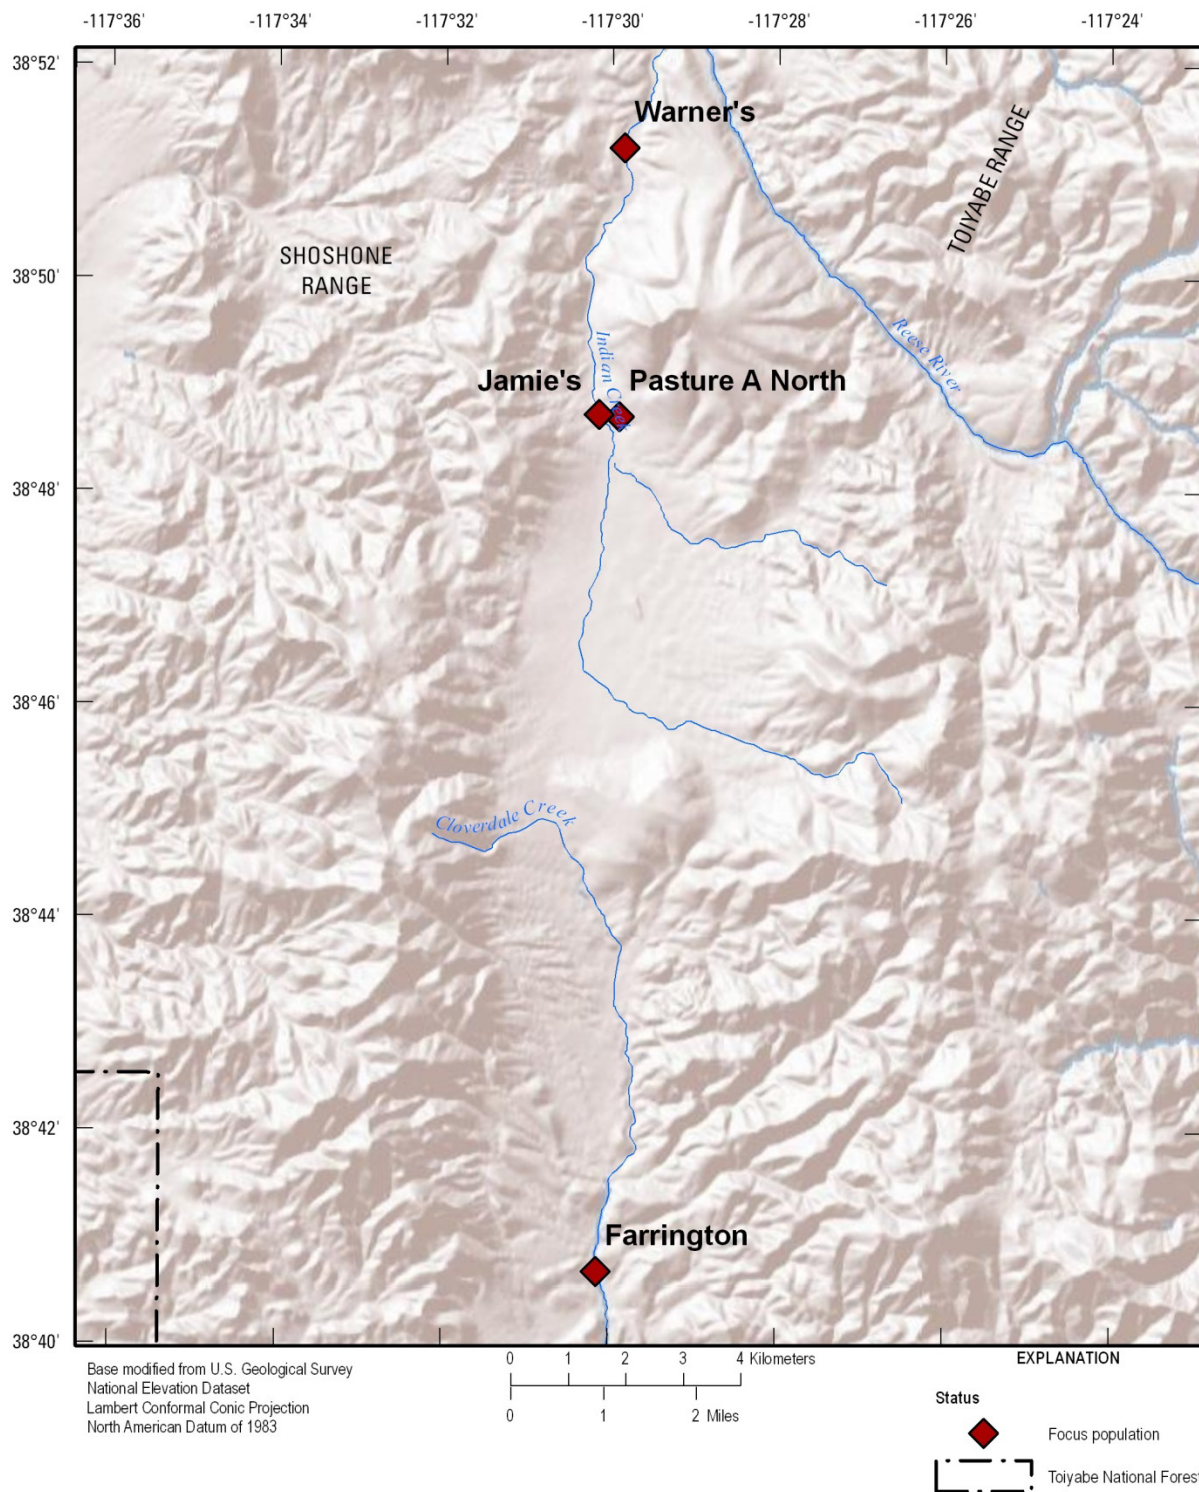 -117°36' -117°34' -117°32' -117°30' -117°28' -117°26' -117°24'
38°52'
Warner's
TOIYABE RANGE
SHOSHONE
RANGE
38°50'
Indian Creek
Reese River
Jamie's
Pasture A North
38°48'
38°46'
Cloverdale Creek
38°44'
38°42'
Farrington
38°40'
Base modified from U.S. Geological Survey
National Elevation Dataset
Lambert Conformal Conic Projection
North American Datum of 1983
0 1 2 3 4 Kilometers
0 1 2 Miles
EXPLANATION
Status
Focus population
Toiyabe National Forest